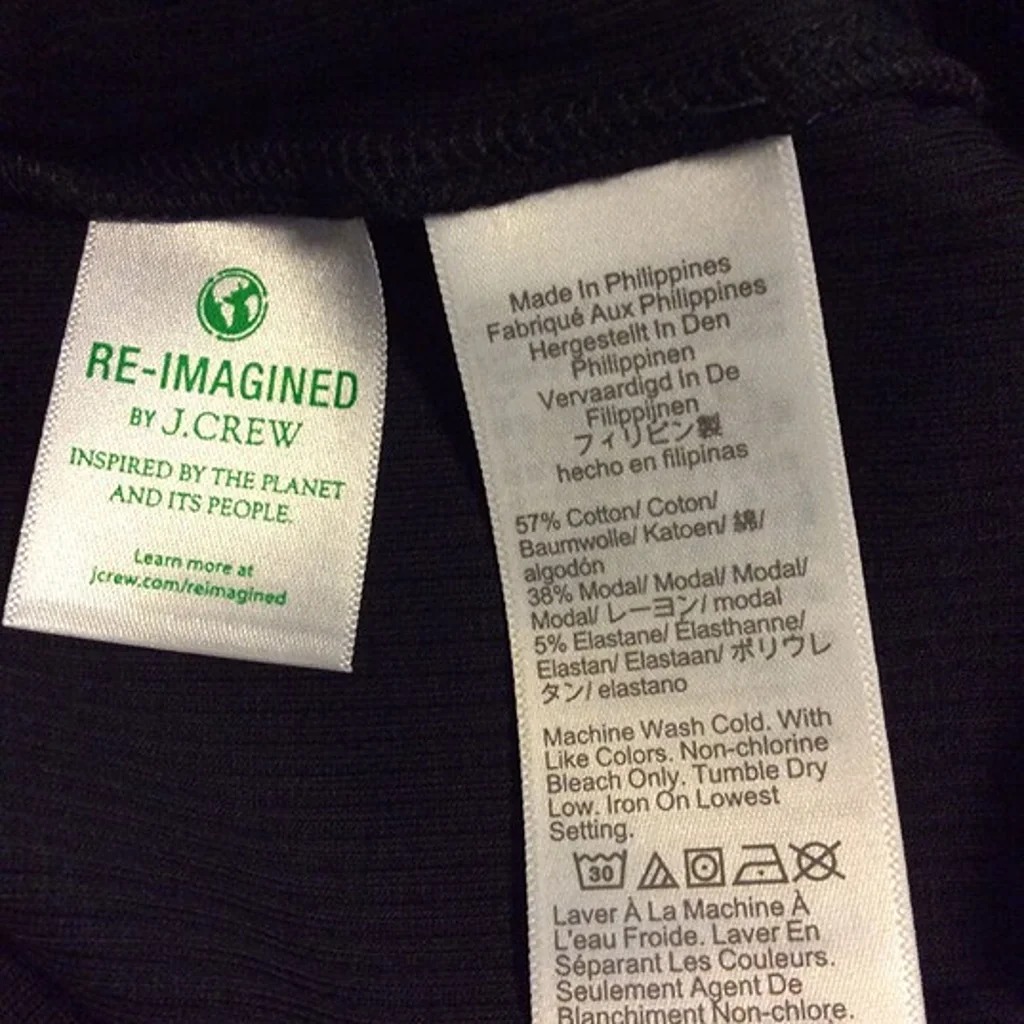 RE-IMAGINED
BY J.CREW
INSPIRED BY THE PLANET
AND ITS PEOPLE.
Learn more at
jcrew.com/reimagined
Made In Philippines
Fabriqué Aux Philippines
Hergestellt In Den
Philippinen
Vervaardigd In De
Filippijnen
フィリピン製
hecho en filipinas
57% Cotton/ Coton/
Baumwolle/ Katoen/ 綿/
algodón
38% Modal/ Modal/ Modal/
Modal/ レーヨン/ modal
5% Elastane/ Élasthanne/
Elastan/ Elastaan/ ポリウレ
タン/ elastano
Machine Wash Cold. With
Like Colors. Non-chlorine
Bleach Only. Tumble Dry
Low. Iron On Lowest
Setting.
30
Laver À La Machine À
L'eau Froide. Laver En
Séparant Les Couleurs.
Seulement Agent De
Blanchiment Non-chlore.